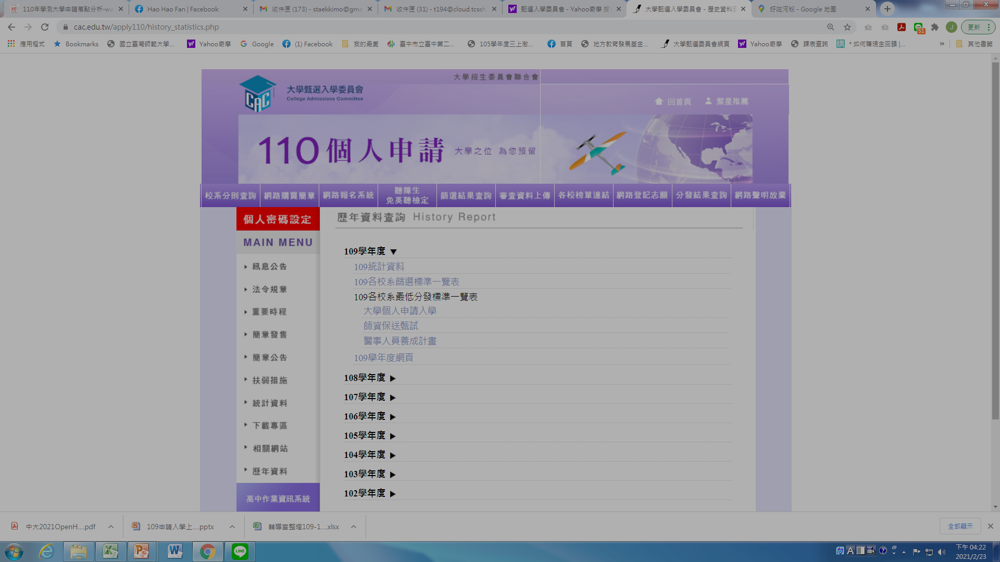 110年學測大學申請落點分析-ww
Hao Hao Fan | Facebook
收件匣 (173) - staekkimo@gma
收件匣 (31) - t194@cloud.tcssh
甄選入學委員會 - Yahoo奇摩 搜
大學甄選入學委員會 - 歷史資料
好吃河粉 - Google 地圖
cac.edu.tw/apply110/history_statistics.php
51
J
更新
應用程式
Bookmarks
國立臺灣師範大學...
Yahoo奇摩
Google
(1) Facebook
我的最愛
臺中市立臺中第二...
105學年度三上激...
首頁
地方教育發展基金...
大學甄選委員會網頁
Yahoo奇摩
課表查詢
* 如何賺現金回饋 |...
»
其他書籤
大學招生委員會聯合會
CAC
大學甄選入學委員會
College Admissions Committee
回首頁
繁星推薦
110 個人申請
大學之位 為您預留
校系分則查詢
網路購買簡章
網路報名系統
聽障生
免英聽檢定
篩選結果查詢
審查資料上傳
各校榜單連結
網路登記志願
分發結果查詢
網路聲明放棄
個人密碼設定
MAIN MENU
訊息公告
法令規章
重要時程
簡章發售
簡章公告
扶弱措施
統計資料
下載專區
相關網站
歷年資料
高中作業資訊系統
歷年資料查詢 History Report
109學年度 ▼
109統計資料
109各校系篩選標準一覽表
109各校系最低分發標準一覽表
大學個人申請入學
師資保送甄試
醫事人員養成計畫
109學年度網頁
108學年度 ▶
107學年度 ▶
106學年度 ▶
105學年度 ▶
104學年度 ▶
103學年度 ▶
102學年度 ▶
中大2021OpenH....pdf
109申請入學上....pptx
輔導室整理109-1....xlsx
全部顯示
LINE
下午 04:22
2021/2/23